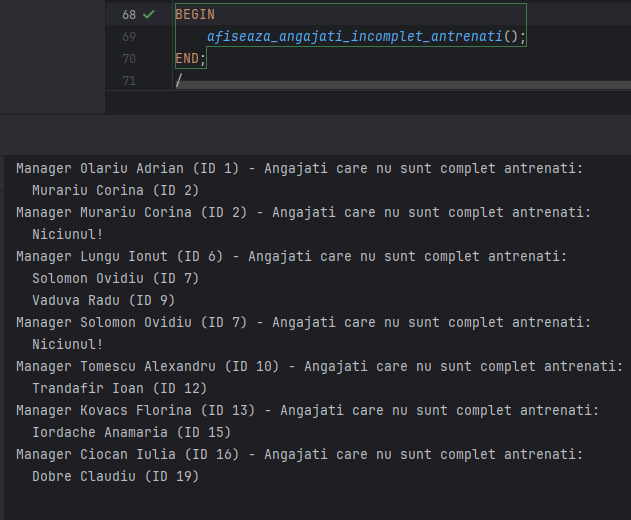 68 BEGIN
69 afiseaza_angajati_incomplet_antrenati();
70 END;
71 /
Manager Olariu Adrian (ID 1) - Angajati care nu sunt complet antrenati:
Murariu Corina (ID 2)
Manager Murariu Corina (ID 2) - Angajati care nu sunt complet antrenati:
Niciunul!
Manager Lungu Ionut (ID 6) - Angajati care nu sunt complet antrenati:
Solomon Ovidiu (ID 7)
Vaduva Radu (ID 9)
Manager Solomon Ovidiu (ID 7) - Angajati care nu sunt complet antrenati:
Niciunul!
Manager Tomescu Alexandru (ID 10) - Angajati care nu sunt complet antrenati:
Trandafir Ioan (ID 12)
Manager Kovacs Florina (ID 13) - Angajati care nu sunt complet antrenati:
Iordache Anamaria (ID 15)
Manager Ciocan Iulia (ID 16) - Angajati care nu sunt complet antrenati:
Dobre Claudiu (ID 19)